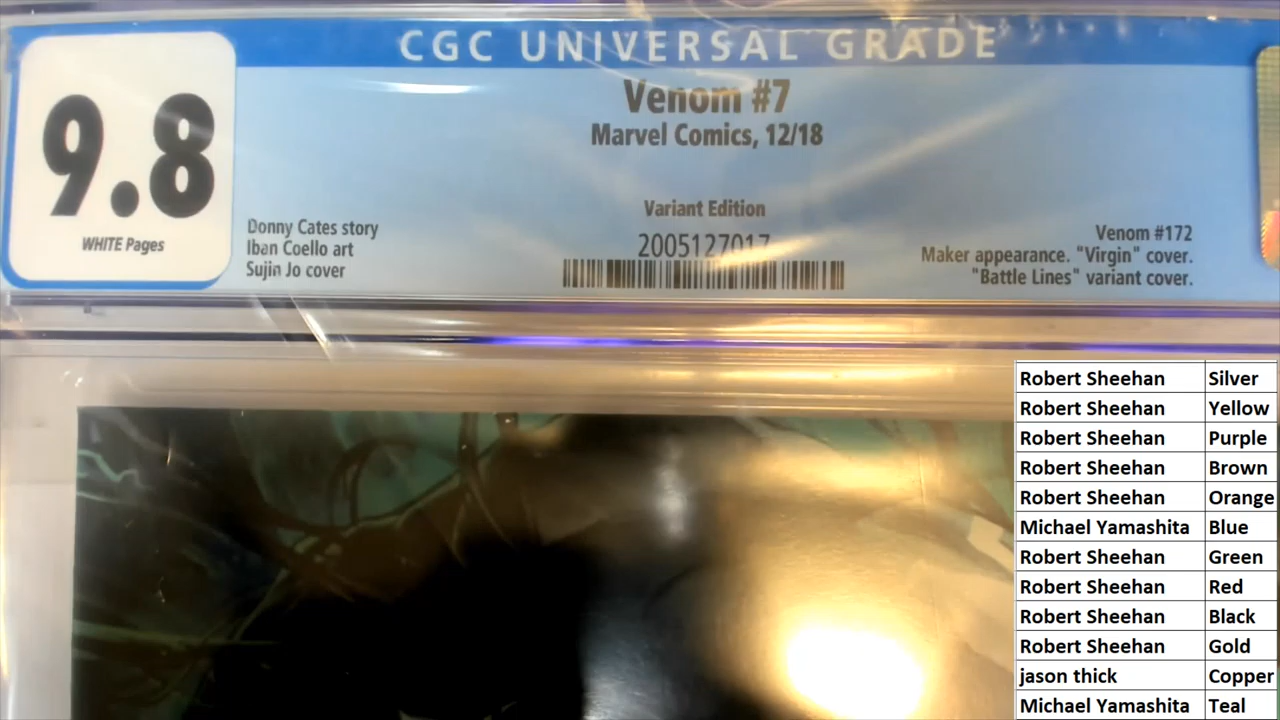 CGC UNIVERSAL GRADE
9.8
WHITE Pages
Venom #7
Marvel Comics, 12/18
Donny Cates story
Iban Coello art
Sujin Jo cover
Variant Edition
2005127017
Venom #172
Maker appearance. "Virgin" cover.
"Battle Lines" variant cover.
Robert Sheehan Silver
Robert Sheehan Yellow
Robert Sheehan Purple
Robert Sheehan Brown
Robert Sheehan Orange
Michael Yamashita Blue
Robert Sheehan Green
Robert Sheehan Red
Robert Sheehan Black
Robert Sheehan Gold
jason thick Copper
Michael Yamashita Teal